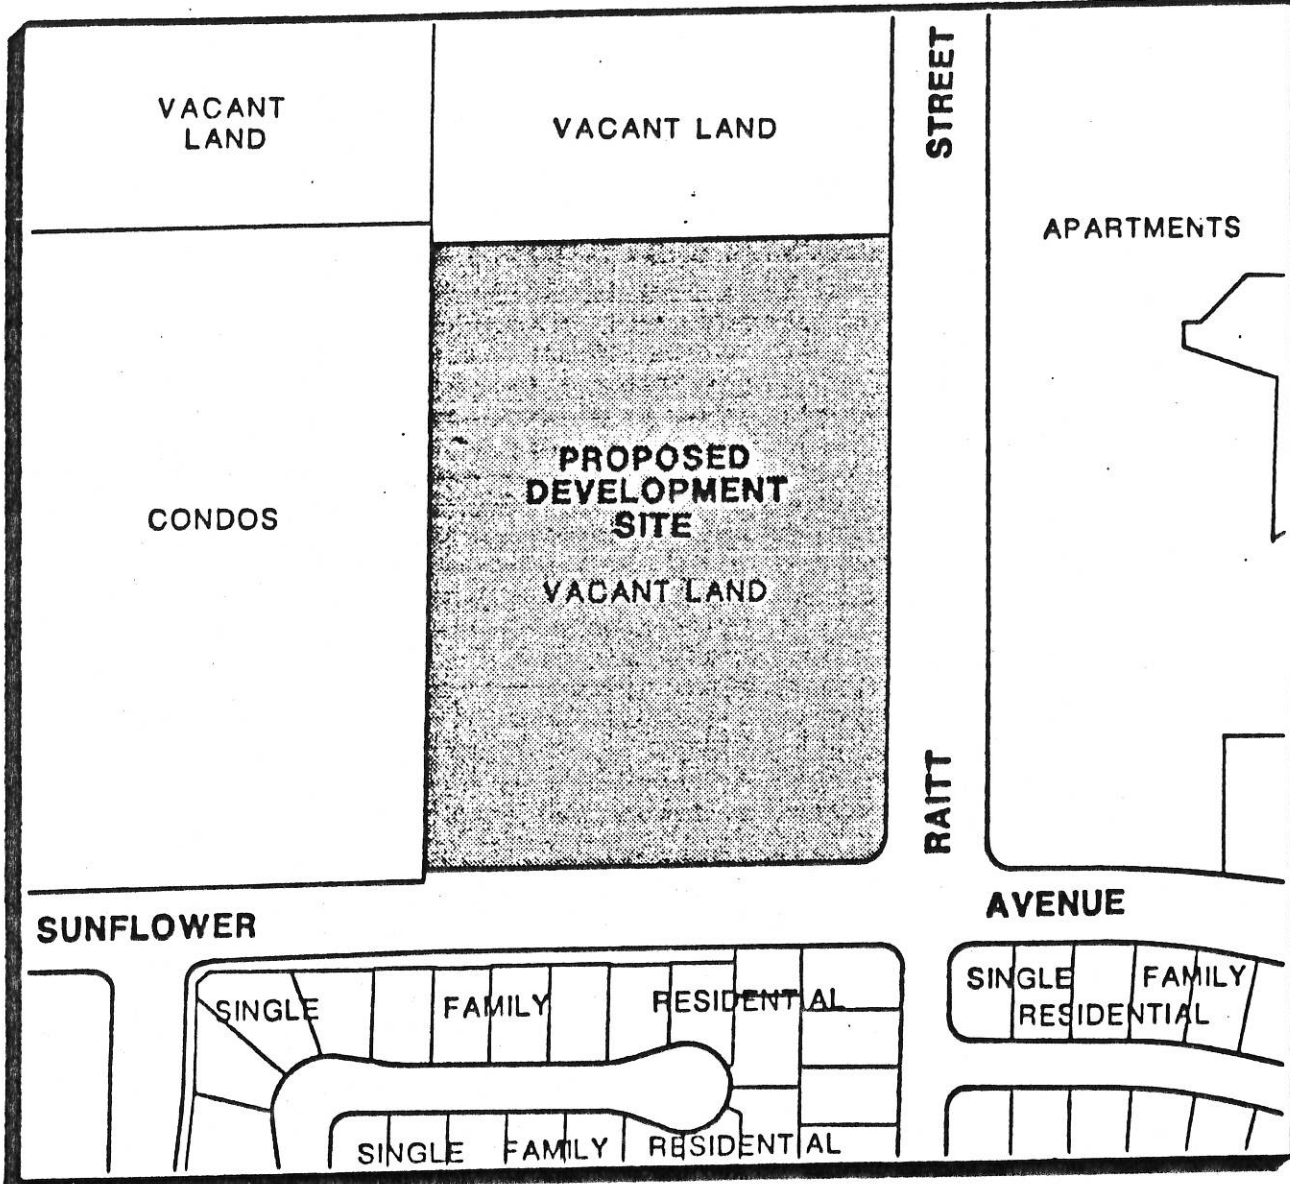 VACANT
LAND
VACANT LAND
STREET
APARTMENTS
PROPOSED
DEVELOPMENT
SITE
VACANT LAND
CONDOS
RAITT
SUNFLOWER
AVENUE
SINGLE FAMILY RESIDENTIAL
SINGLE FAMILY
RESIDENTIAL
SINGLE FAMILY RESIDENTIAL